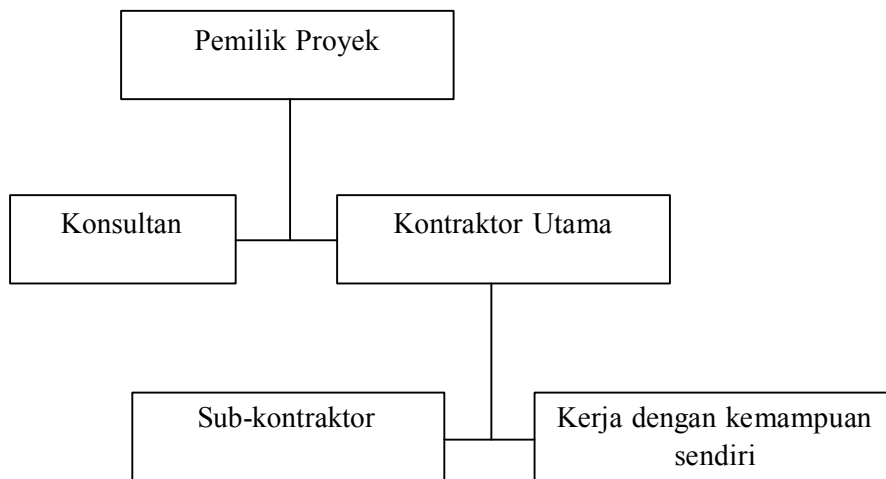 Pemilik Proyek
Konsultan
Kontraktor Utama
Sub-kontraktor
Kerja dengan kemampuan
sendiri